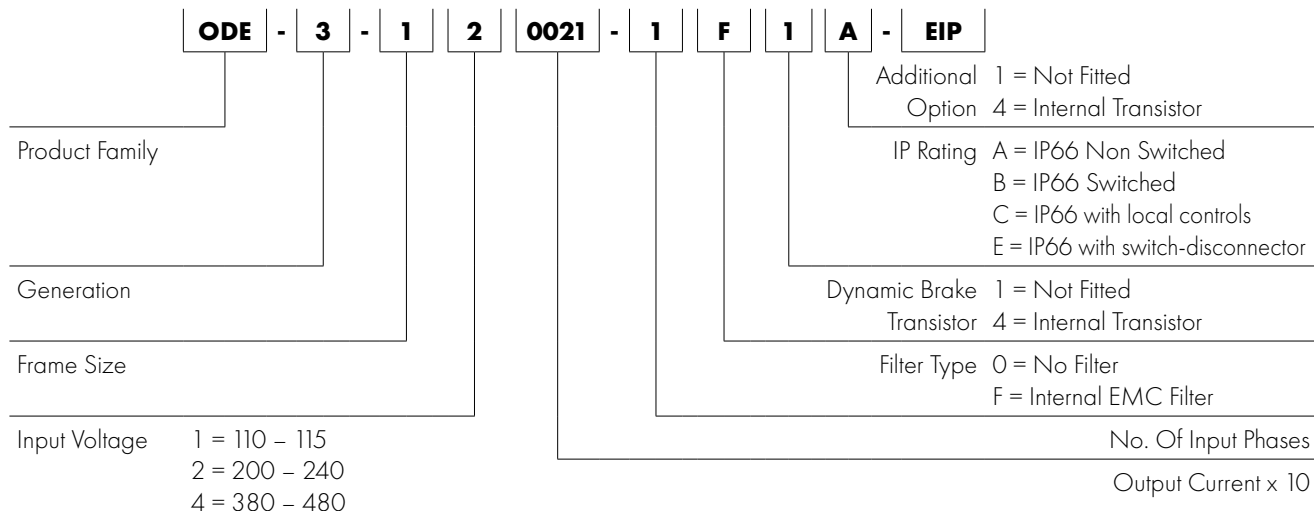 ODE - 3 - 1 2 0021 - 1 F 1 A - EIP
Additional 1 = Not Fitted
Option 4 = Internal Transistor
Product Family
IP Rating A = IP66 Non Switched
B = IP66 Switched
C = IP66 with local controls
E = IP66 with switch-disconnector
Generation
Dynamic Brake 1 = Not Fitted
Transistor 4 = Internal Transistor
Frame Size
Filter Type 0 = No Filter
F = Internal EMC Filter
Input Voltage 1 = 110 – 115
2 = 200 – 240
4 = 380 – 480
No. Of Input Phases
Output Current x 10